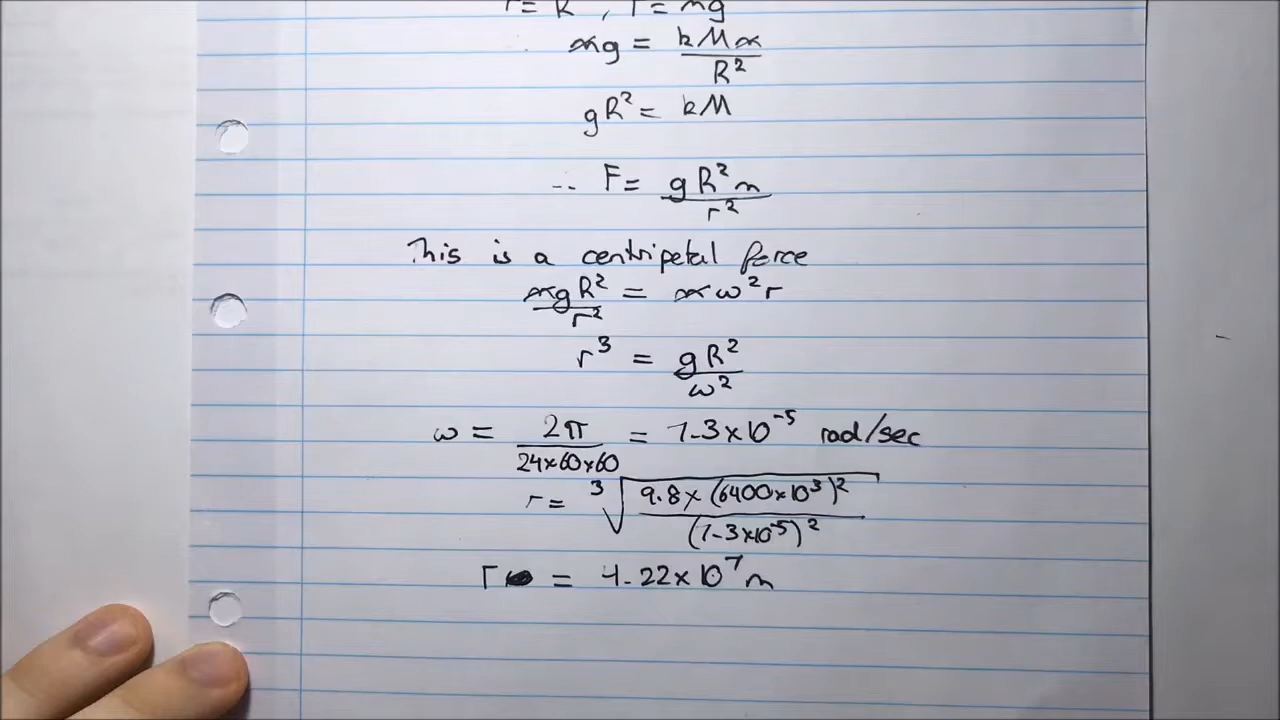 r = R , F = mg
mg = kMm/R²
gR² = kM
∴ F = gR²m/r²
This is a centripetal force
mgR²/r² = mω²r
r³ = gR²/ω²
ω = 2π/(24×60×60) = 7.3×10⁻⁵ rad/sec
r = ∛(9.8×(6400×10³)²/(7.3×10⁻⁵)²)
r = 4.22×10⁷ m